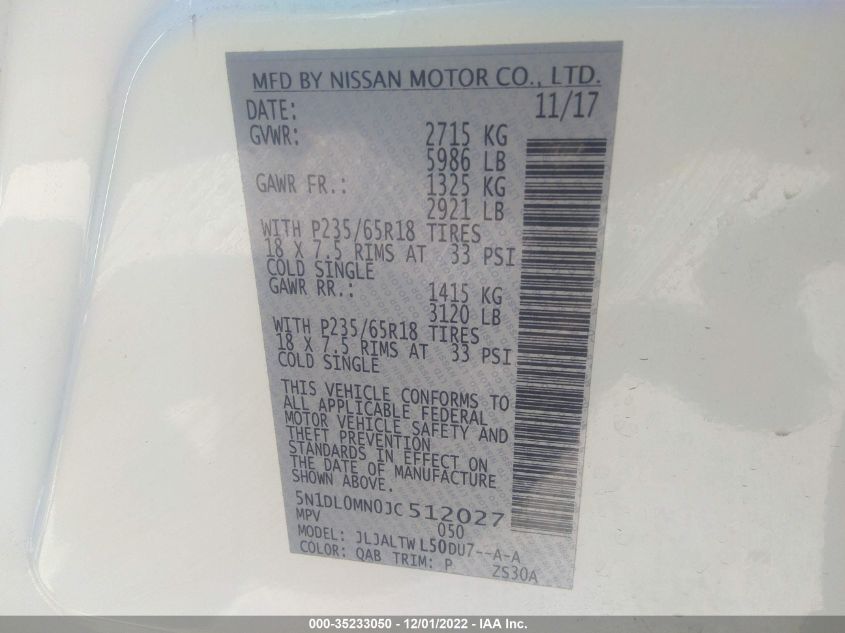 MFD BY NISSAN MOTOR CO., LTD.
DATE: 11/17
GVWR: 2715 KG
5986 LB
GAWR FR.: 1325 KG
2921 LB
WITH P235/65R18 TIRES
18 X 7.5 RIMS AT 33 PSI
COLD SINGLE
GAWR RR.: 1415 KG
3120 LB
WITH P235/65R18 TIRES
18 X 7.5 RIMS AT 33 PSI
COLD SINGLE
THIS VEHICLE CONFORMS TO
ALL APPLICABLE FEDERAL
MOTOR VEHICLE SAFETY AND
THEFT PREVENTION
STANDARDS IN EFFECT ON
THE DATE OF MANUFACTURE
SHOWN ABOVE.
5N1DL0MN0JC512027
MPV 050
MODEL: JLJALTWL50DU7--A-A
COLOR: QAB TRIM: P ZS30A
000-35233050 - 12/01/2022 - IAA Inc.